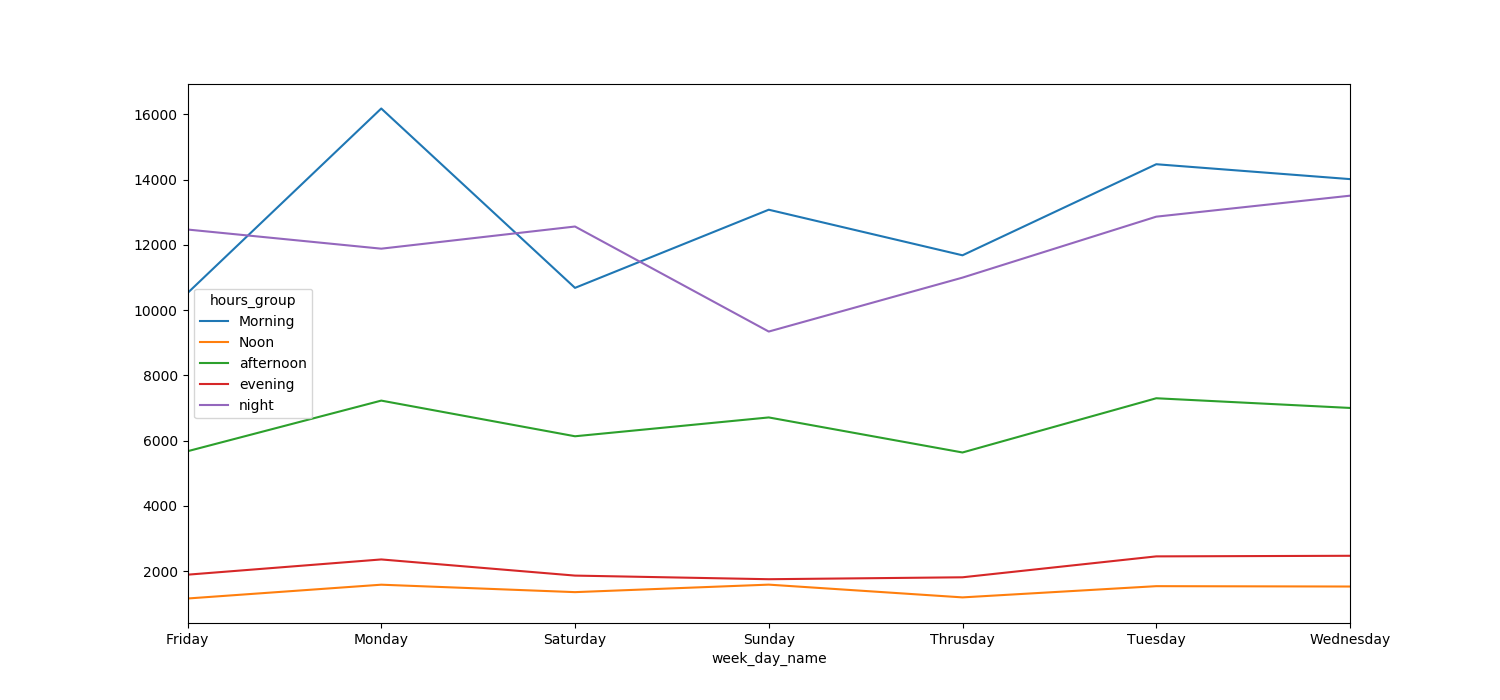 16000
14000
12000
10000
8000
6000
4000
2000
hours_group
Morning
Noon
afternoon
evening
night
Friday Monday Saturday Sunday Thrusday Tuesday Wednesday
week_day_name